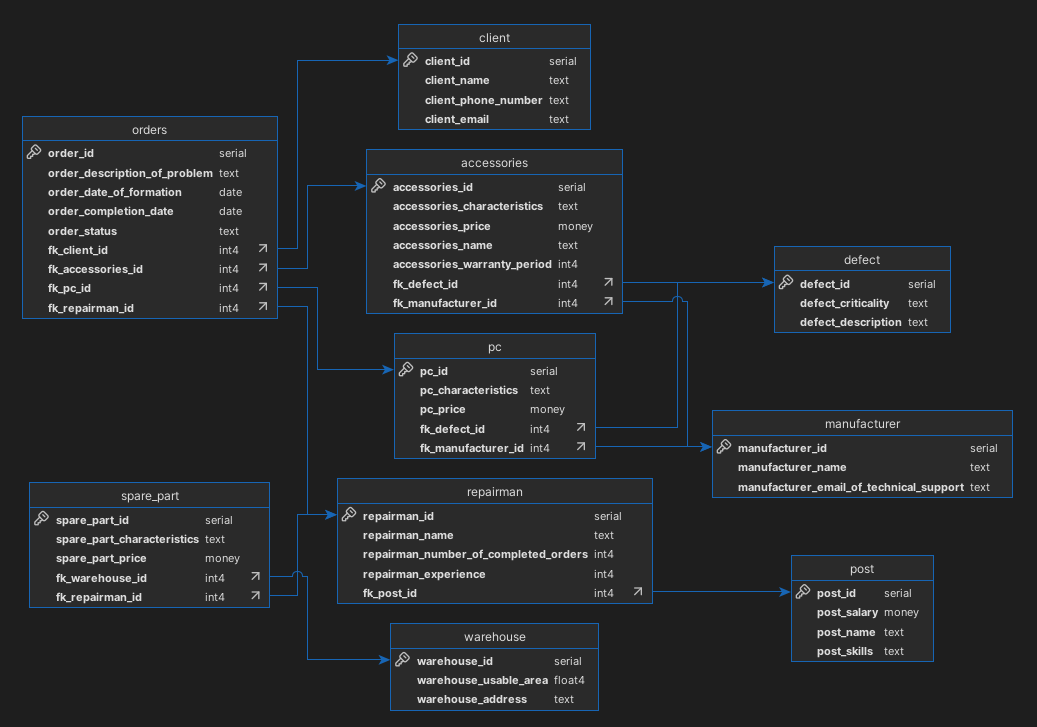 client
client_id serial
client_name text
client_phone_number text
client_email text
orders
order_id serial
order_description_of_problem text
order_date_of_formation date
order_completion_date date
order_status text
fk_client_id int4
fk_accessories_id int4
fk_pc_id int4
fk_repairman_id int4
accessories
accessories_id serial
accessories_characteristics text
accessories_price money
accessories_name text
accessories_warranty_period int4
fk_defect_id int4
fk_manufacturer_id int4
defect
defect_id serial
defect_criticality text
defect_description text
pc
pc_id serial
pc_characteristics text
pc_price money
fk_defect_id int4
fk_manufacturer_id int4
manufacturer
manufacturer_id serial
manufacturer_name text
manufacturer_email_of_technical_support text
spare_part
spare_part_id serial
spare_part_characteristics text
spare_part_price money
fk_warehouse_id int4
fk_repairman_id int4
repairman
repairman_id serial
repairman_name text
repairman_number_of_completed_orders int4
repairman_experience int4
fk_post_id int4
post
post_id serial
post_salary money
post_name text
post_skills text
warehouse
warehouse_id serial
warehouse_usable_area float4
warehouse_address text